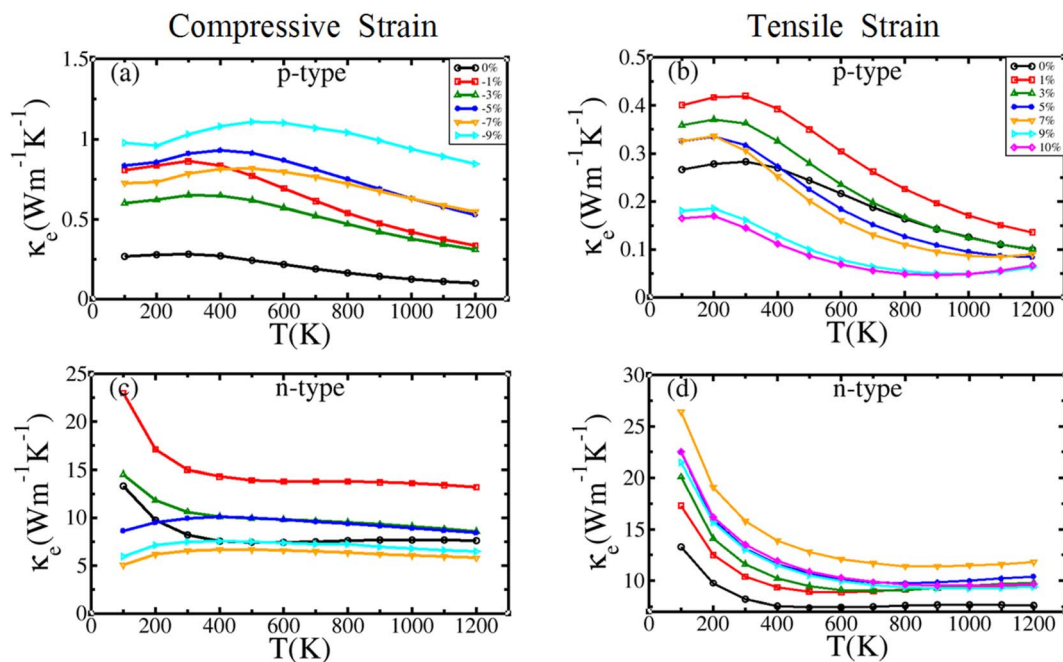 Compressive Strain
Tensile Strain
(a) p-type
κe(Wm-1K-1)
1.5
1
0.5
0
0%
-1%
-3%
-5%
-7%
-9%
0 200 400 600 800 1000 1200
T(K)
(b) p-type
κe(Wm-1K-1)
0.5
0.4
0.3
0.2
0.1
0
0%
1%
3%
5%
7%
9%
10%
0 200 400 600 800 1000 1200
T(K)
(c) n-type
κe(Wm-1K-1)
25
20
15
10
5
0
0 200 400 600 800 1000 1200
T(K)
(d) n-type
κe(Wm-1K-1)
30
25
20
15
10
0 200 400 600 800 1000 1200
T(K)